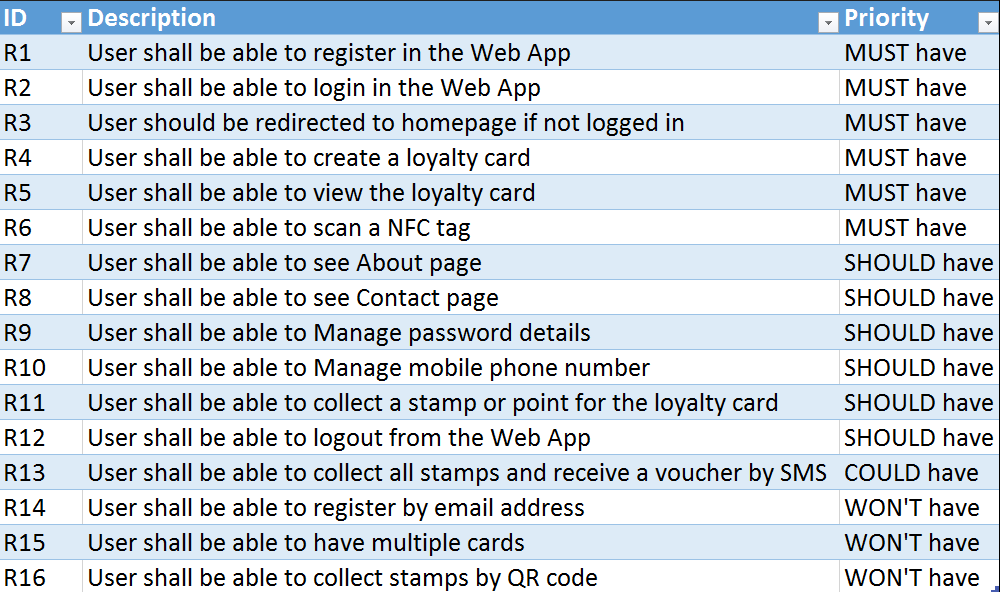 ID Description Priority
R1 User shall be able to register in the Web App MUST have
R2 User shall be able to login in the Web App MUST have
R3 User should be redirected to homepage if not logged in MUST have
R4 User shall be able to create a loyalty card MUST have
R5 User shall be able to view the loyalty card MUST have
R6 User shall be able to scan a NFC tag MUST have
R7 User shall be able to see About page SHOULD have
R8 User shall be able to see Contact page SHOULD have
R9 User shall be able to Manage password details SHOULD have
R10 User shall be able to Manage mobile phone number SHOULD have
R11 User shall be able to collect a stamp or point for the loyalty card SHOULD have
R12 User shall be able to logout from the Web App SHOULD have
R13 User shall be able to collect all stamps and receive a voucher by SMS COULD have
R14 User shall be able to register by email address WON'T have
R15 User shall be able to have multiple cards WON'T have
R16 User shall be able to collect stamps by QR code WON'T have